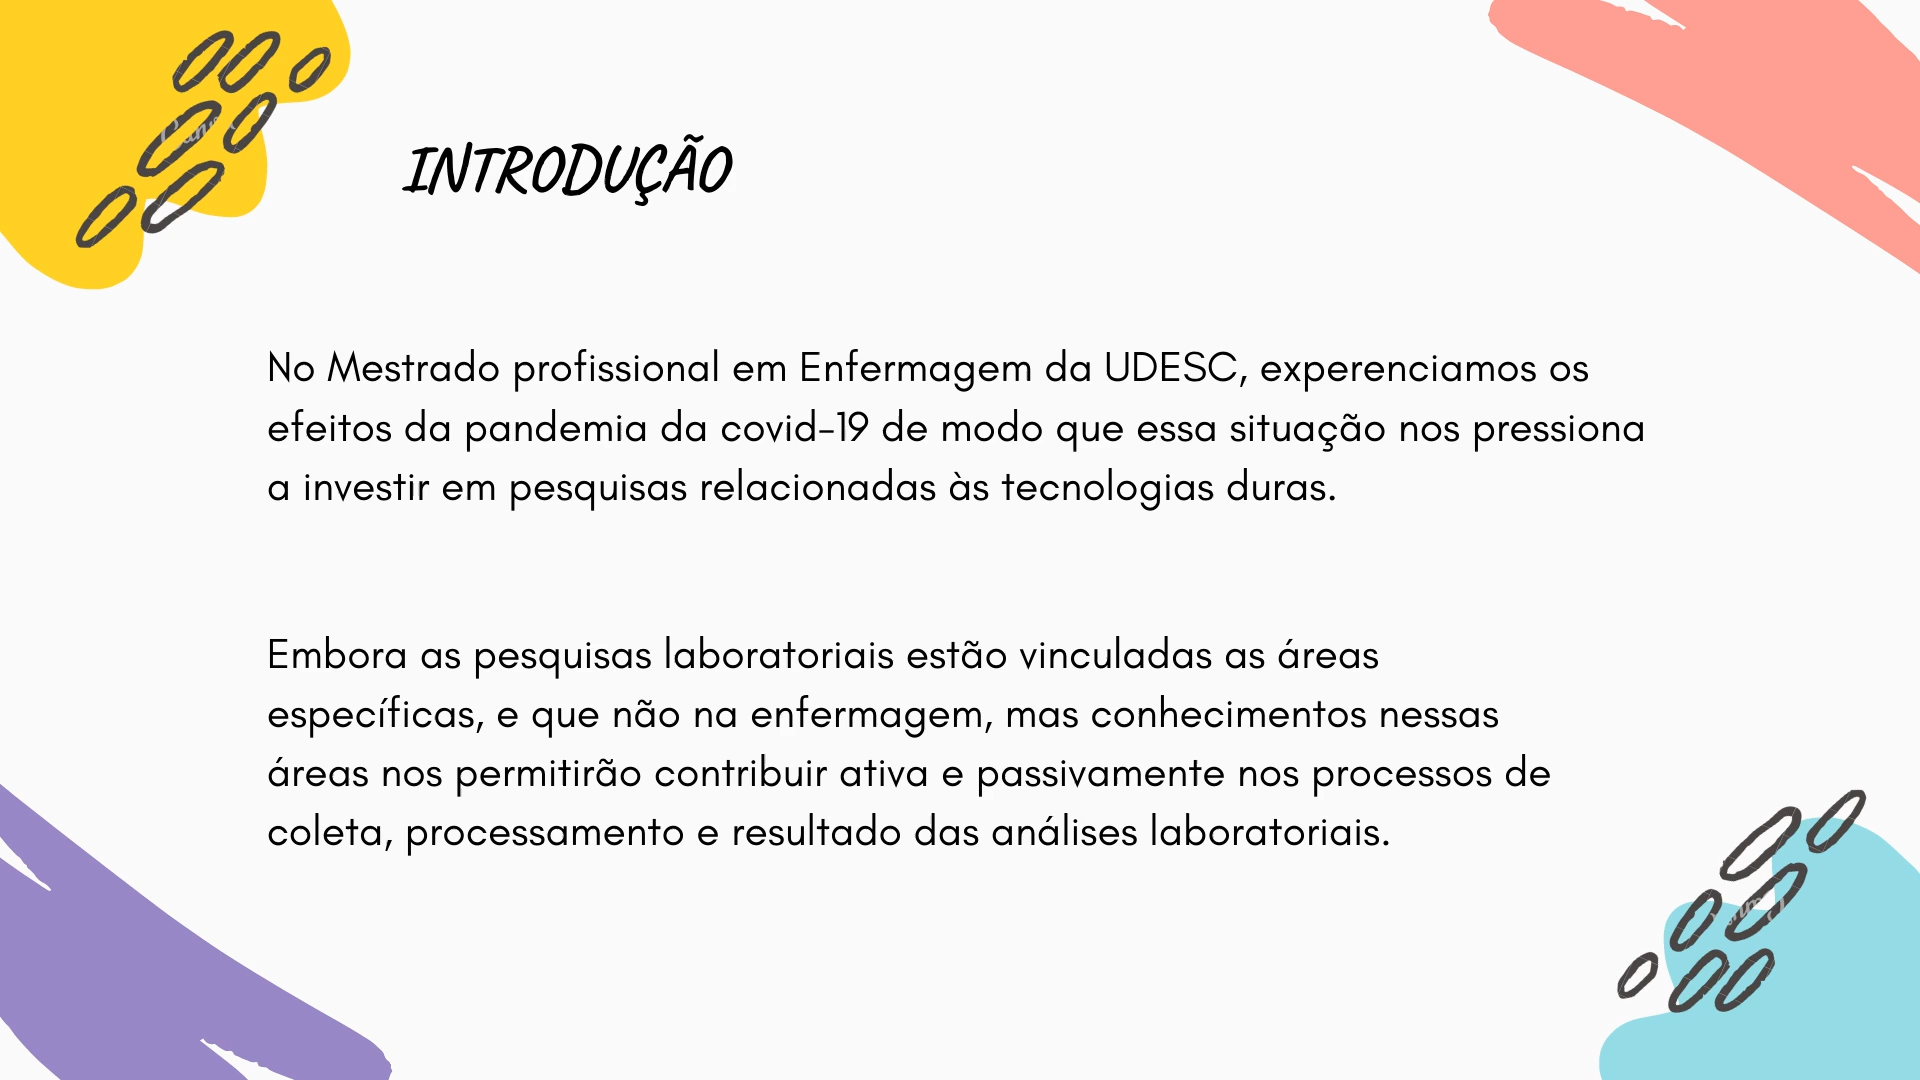 INTRODUÇÃO
No Mestrado profissional em Enfermagem da UDESC, experenciamos os
efeitos da pandemia da covid-19 de modo que essa situação nos pressiona
a investir em pesquisas relacionadas às tecnologias duras.
Embora as pesquisas laboratoriais estão vinculadas as áreas
específicas, e que não na enfermagem, mas conhecimentos nessas
áreas nos permitirão contribuir ativa e passivamente nos processos de
coleta, processamento e resultado das análises laboratoriais.